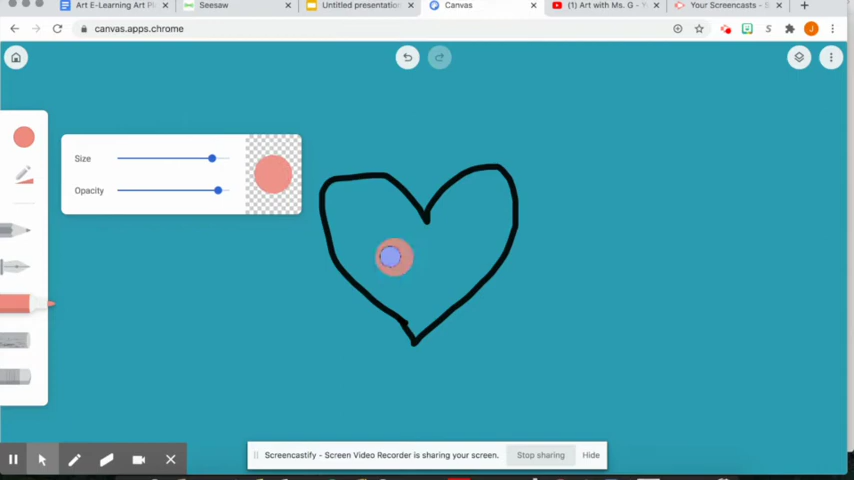 Art E-Learning Art Pl
Seesaw
Untitled presentation
Canvas
(1) Art with Ms. G - Yo
Your Screencasts - S
canvas.apps.chrome
S
J
Size
Opacity
Screencastify - Screen Video Recorder is sharing your screen.
Stop sharing
Hide